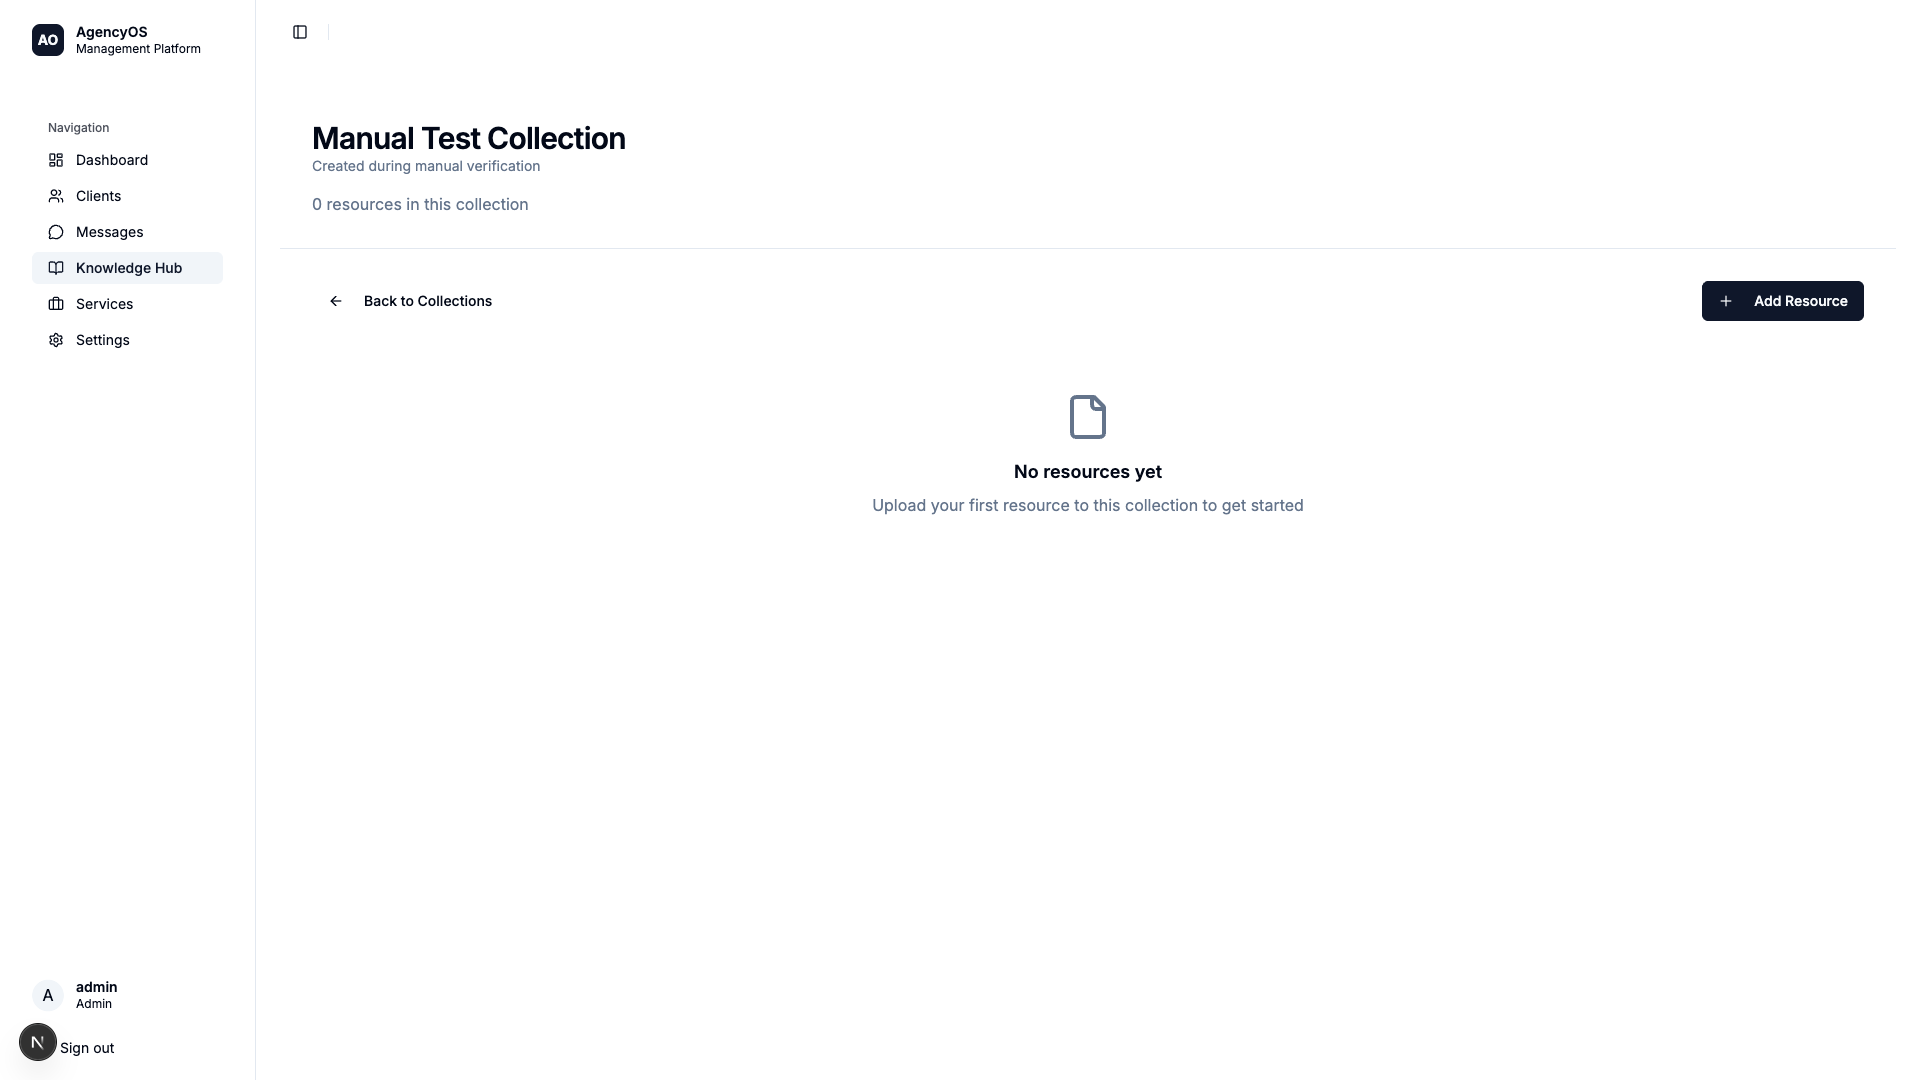 AO
AgencyOS
Management Platform
Navigation
Dashboard
Clients
Messages
Knowledge Hub
Services
Settings
Manual Test Collection
Created during manual verification
0 resources in this collection
Back to Collections
Add Resource
No resources yet
Upload your first resource to this collection to get started
A
admin
Admin
N
Sign out